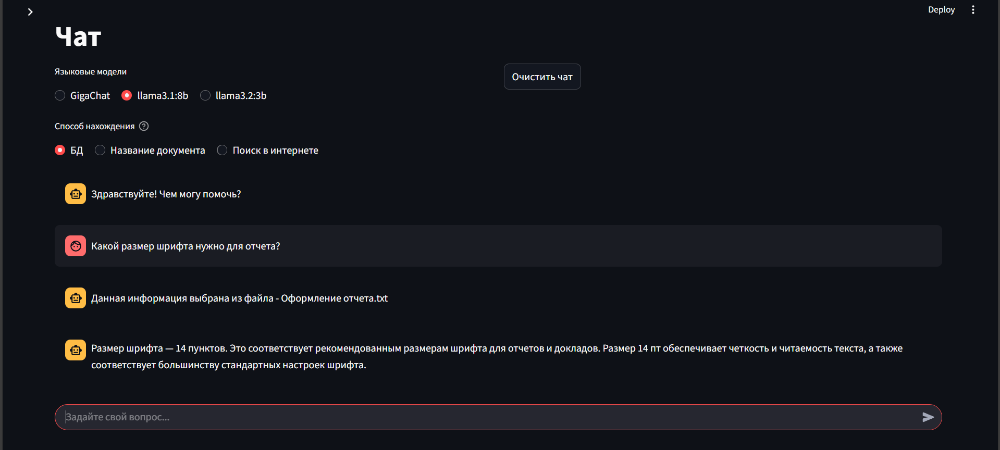 Deploy
Чат
Языковые модели
Очистить чат
GigaChat llama3.1:8b llama3.2:3b
Способ нахождения ?
БД Название документа Поиск в интернете
Здравствуйте! Чем могу помочь?
Какой размер шрифта нужно для отчета?
Данная информация выбрана из файла - Оформление отчета.txt
Размер шрифта — 14 пунктов. Это соответствует рекомендованным размерам шрифта для отчетов и докладов. Размер 14 пт обеспечивает четкость и читаемость текста, а также
соответствует большинству стандартных настроек шрифта.
Задайте свой вопрос...